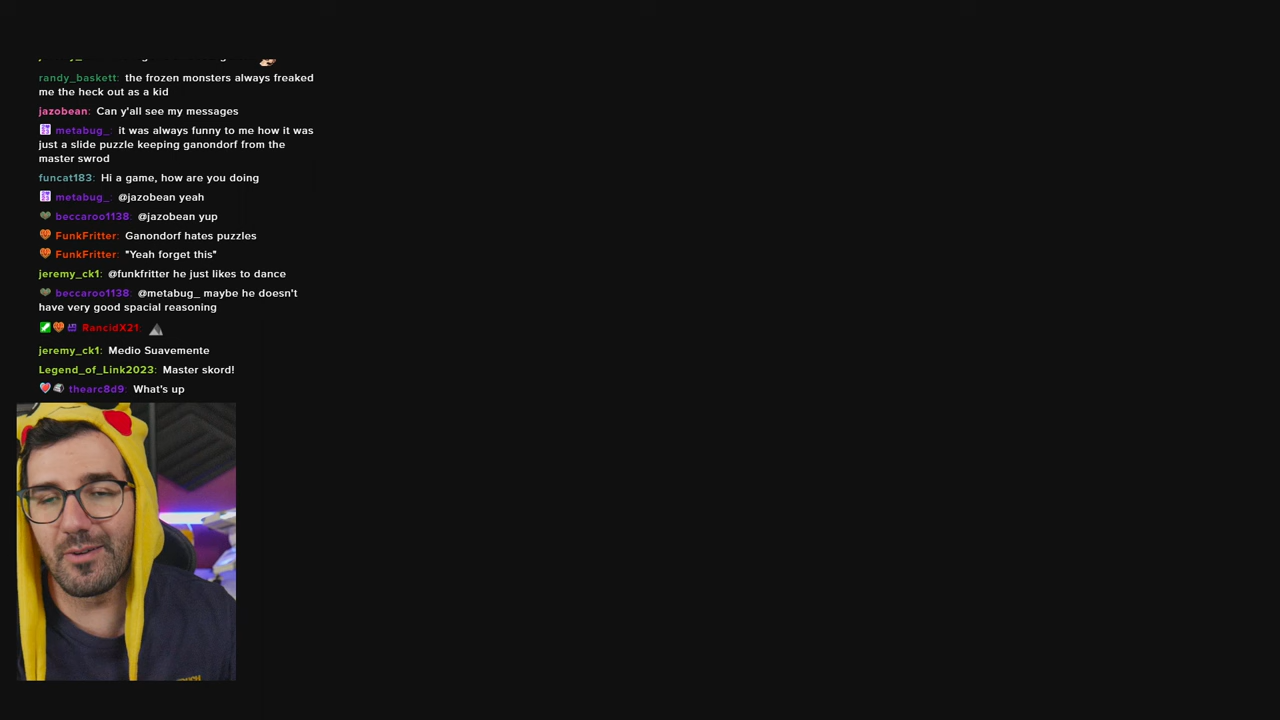 randy_baskett: the frozen monsters always freaked
me the heck out as a kid
jazobean: Can y'all see my messages
metabug_: it was always funny to me how it was
just a slide puzzle keeping ganondorf from the
master swrod
funcat183: Hi a game, how are you doing
metabug_: @jazobean yeah
beccaroo1138: @jazobean yup
FunkFritter: Ganondorf hates puzzles
FunkFritter: "Yeah forget this"
jeremy_ck1: @funkfritter he just likes to dance
beccaroo1138: @metabug_ maybe he doesn't
have very good spacial reasoning
RancidX21:
jeremy_ck1: Medio Suavemente
Legend_of_Link2023: Master skord!
thearc8d9: What's up